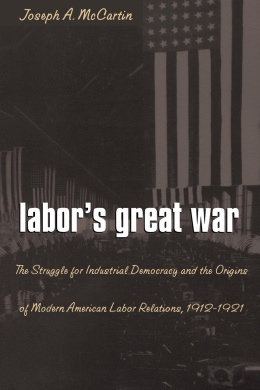 Joseph A. McCartin
labor's great war
The Struggle for Industrial Democracy and the Origins
of Modern American Labor Relations, 1912-1921